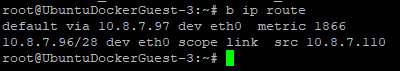 root@UbuntuDockerGuest-3:~# b ip route
default via 10.8.7.97 dev eth0  metric 1866
10.8.7.96/28 dev eth0 scope link  src 10.8.7.110
root@UbuntuDockerGuest-3:~#